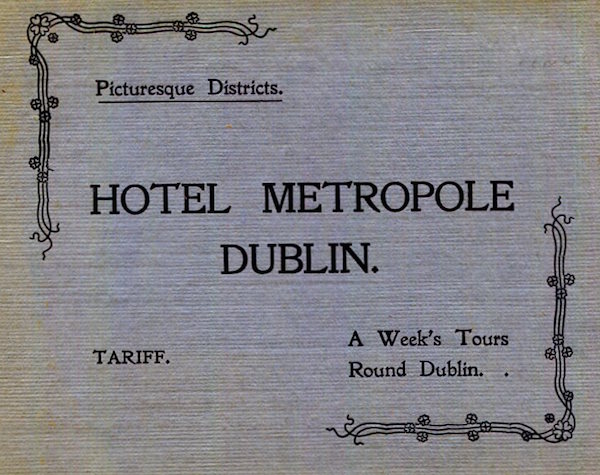 Picturesque Districts.
HOTEL METROPOLE
DUBLIN.
TARIFF.
A Week's Tours
Round Dublin. .